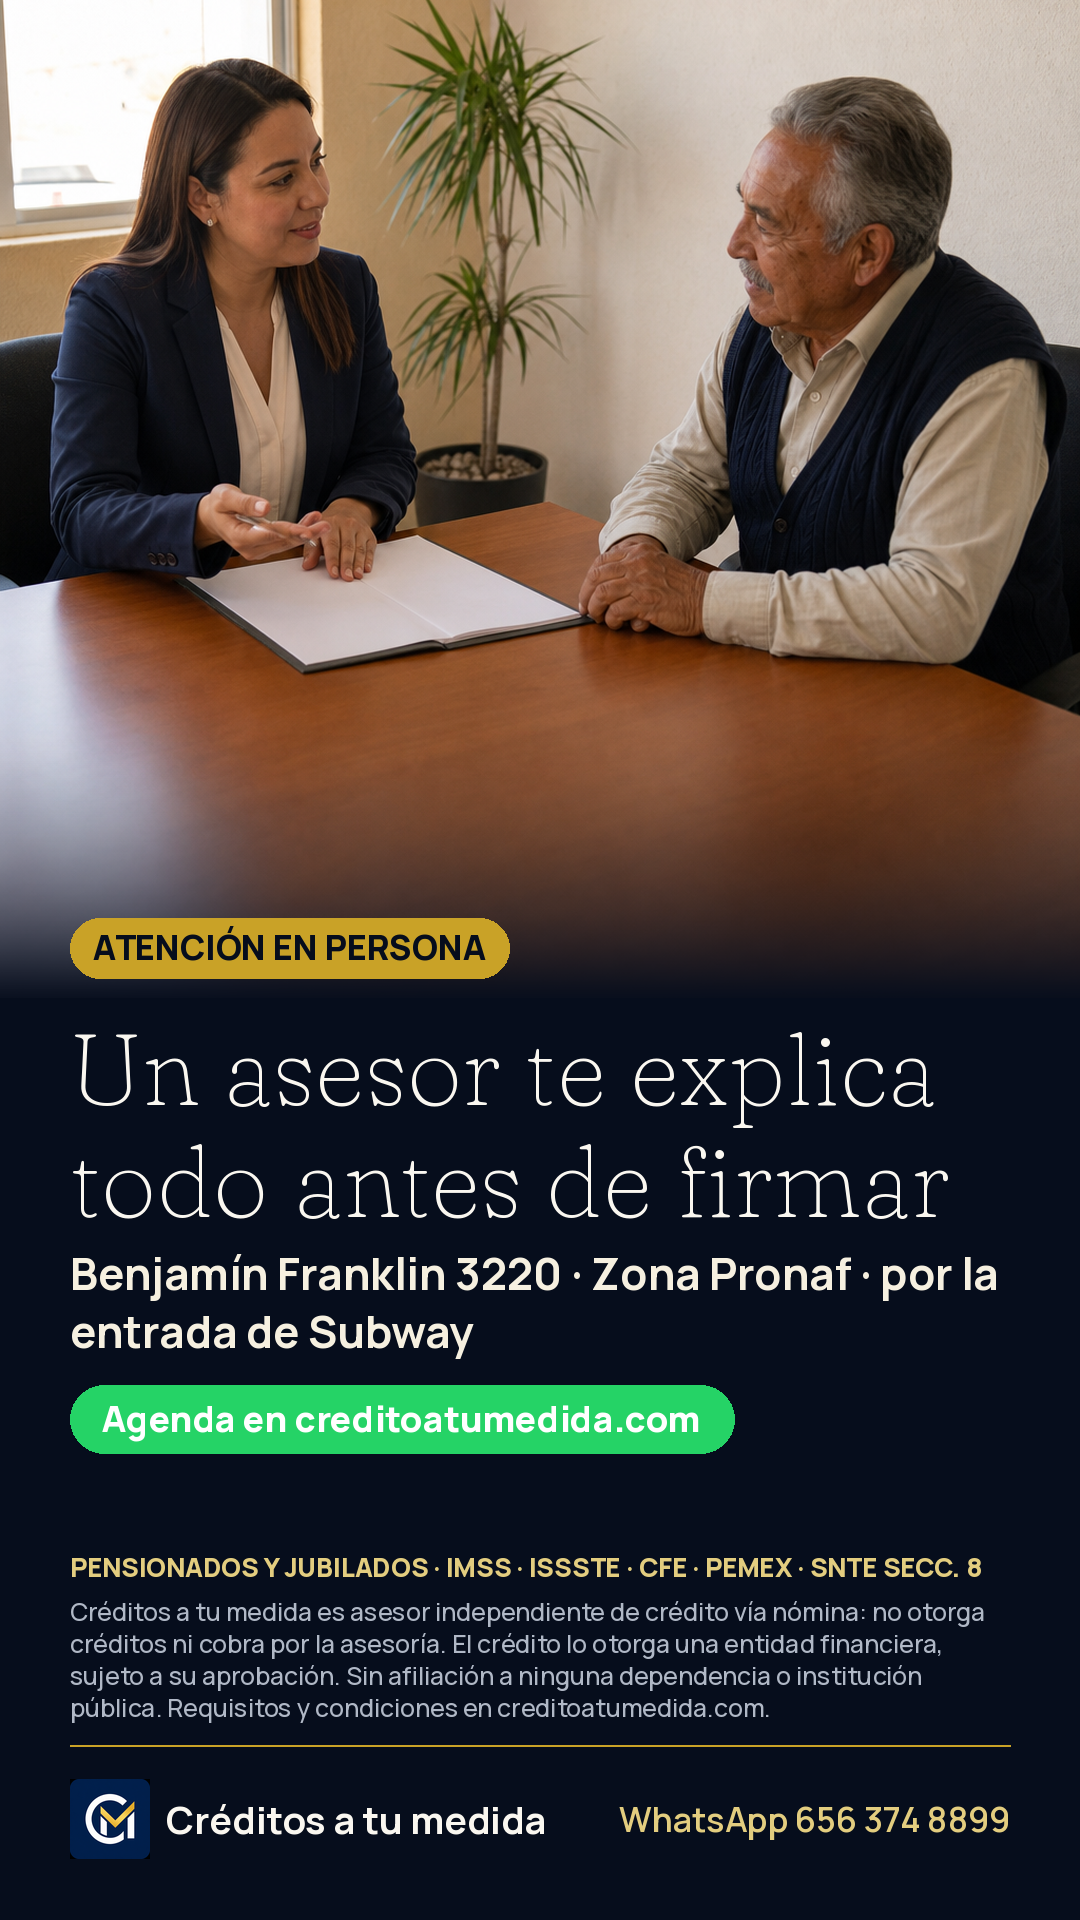 ATENCIÓN EN PERSONA
Un asesor te explica
todo antes de firmar
Benjamín Franklin 3220 · Zona Pronaf · por la
entrada de Subway
Agenda en creditoatumedida.com
PENSIONADOS Y JUBILADOS · IMSS · ISSSTE · CFE · PEMEX · SNTE SECC. 8
Créditos a tu medida es asesor independiente de crédito vía nómina: no otorga
créditos ni cobra por la asesoría. El crédito lo otorga una entidad financiera,
sujeto a su aprobación. Sin afiliación a ninguna dependencia o institución
pública. Requisitos y condiciones en creditoatumedida.com.
Créditos a tu medida
WhatsApp 656 374 8899